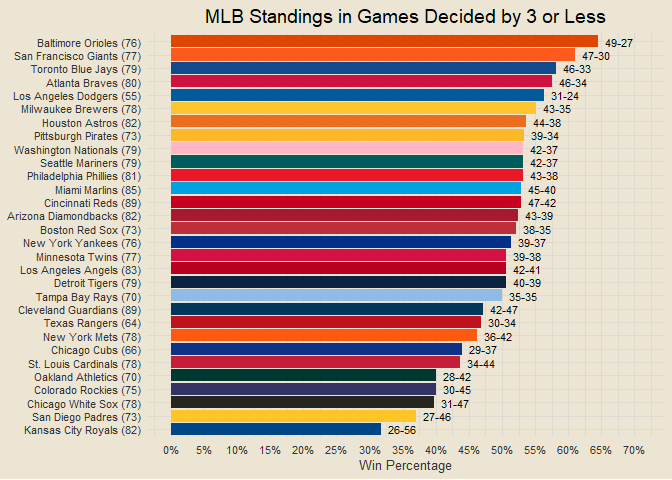 MLB Standings in Games Decided by 3 or Less
Baltimore Orioles (76) 49-27
San Francisco Giants (77) 47-30
Toronto Blue Jays (79) 46-33
Atlanta Braves (80) 46-34
Los Angeles Dodgers (55) 31-24
Milwaukee Brewers (78) 43-35
Houston Astros (82) 44-38
Pittsburgh Pirates (73) 39-34
Washington Nationals (79) 42-37
Seattle Mariners (79) 42-37
Philadelphia Phillies (81) 43-38
Miami Marlins (85) 45-40
Cincinnati Reds (89) 47-42
Arizona Diamondbacks (82) 43-39
Boston Red Sox (73) 38-35
New York Yankees (76) 39-37
Minnesota Twins (77) 39-38
Los Angeles Angels (83) 42-41
Detroit Tigers (79) 40-39
Tampa Bay Rays (70) 35-35
Cleveland Guardians (89) 42-47
Texas Rangers (64) 30-34
New York Mets (78) 36-42
Chicago Cubs (66) 29-37
St. Louis Cardinals (78) 34-44
Oakland Athletics (70) 28-42
Colorado Rockies (75) 30-45
Chicago White Sox (78) 31-47
San Diego Padres (73) 27-46
Kansas City Royals (82) 26-56
0% 5% 10% 15% 20% 25% 30% 35% 40% 45% 50% 55% 60% 65% 70%
Win Percentage